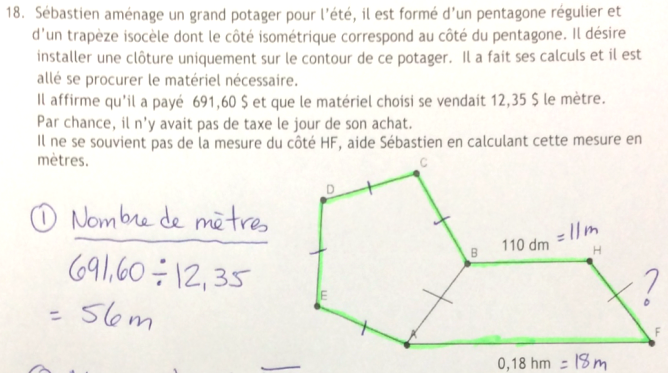 18. Sébastien aménage un grand potager pour l'été, il est formé d'un pentagone régulier et
d'un trapèze isocèle dont le côté isométrique correspond au côté du pentagone. Il désire
installer une clôture uniquement sur le contour de ce potager. Il a fait ses calculs et il est
allé se procurer le matériel nécessaire.
Il affirme qu'il a payé 691,60 $ et que le matériel choisi se vendait 12,35 $ le mètre.
Par chance, il n'y avait pas de taxe le jour de son achat.
Il ne se souvient pas de la mesure du côté HF, aide Sébastien en calculant cette mesure en
mètres.
C
D
① Nombre de mètres
B
110 dm = 11 m
H
691,60 ÷ 12,35
?
E
= 56 m
A
F
0,18 hm = 18 m